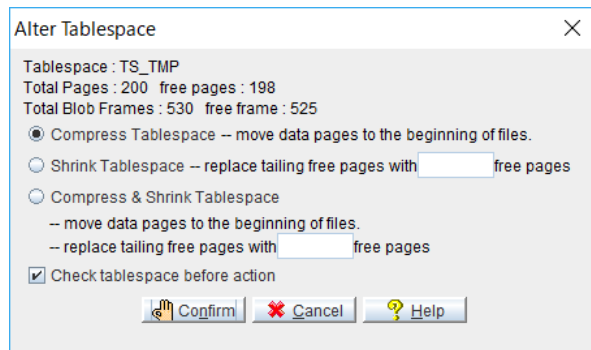 Alter Tablespace
Tablespace : TS_TMP
Total Pages : 200 free pages : 198
Total Blob Frames : 530 free frame : 525
Compress Tablespace -- move data pages to the beginning of files.
Shrink Tablespace -- replace tailing free pages with free pages
Compress & Shrink Tablespace
-- move data pages to the beginning of files.
-- replace tailing free pages with free pages
Check tablespace before action
Confirm Cancel Help